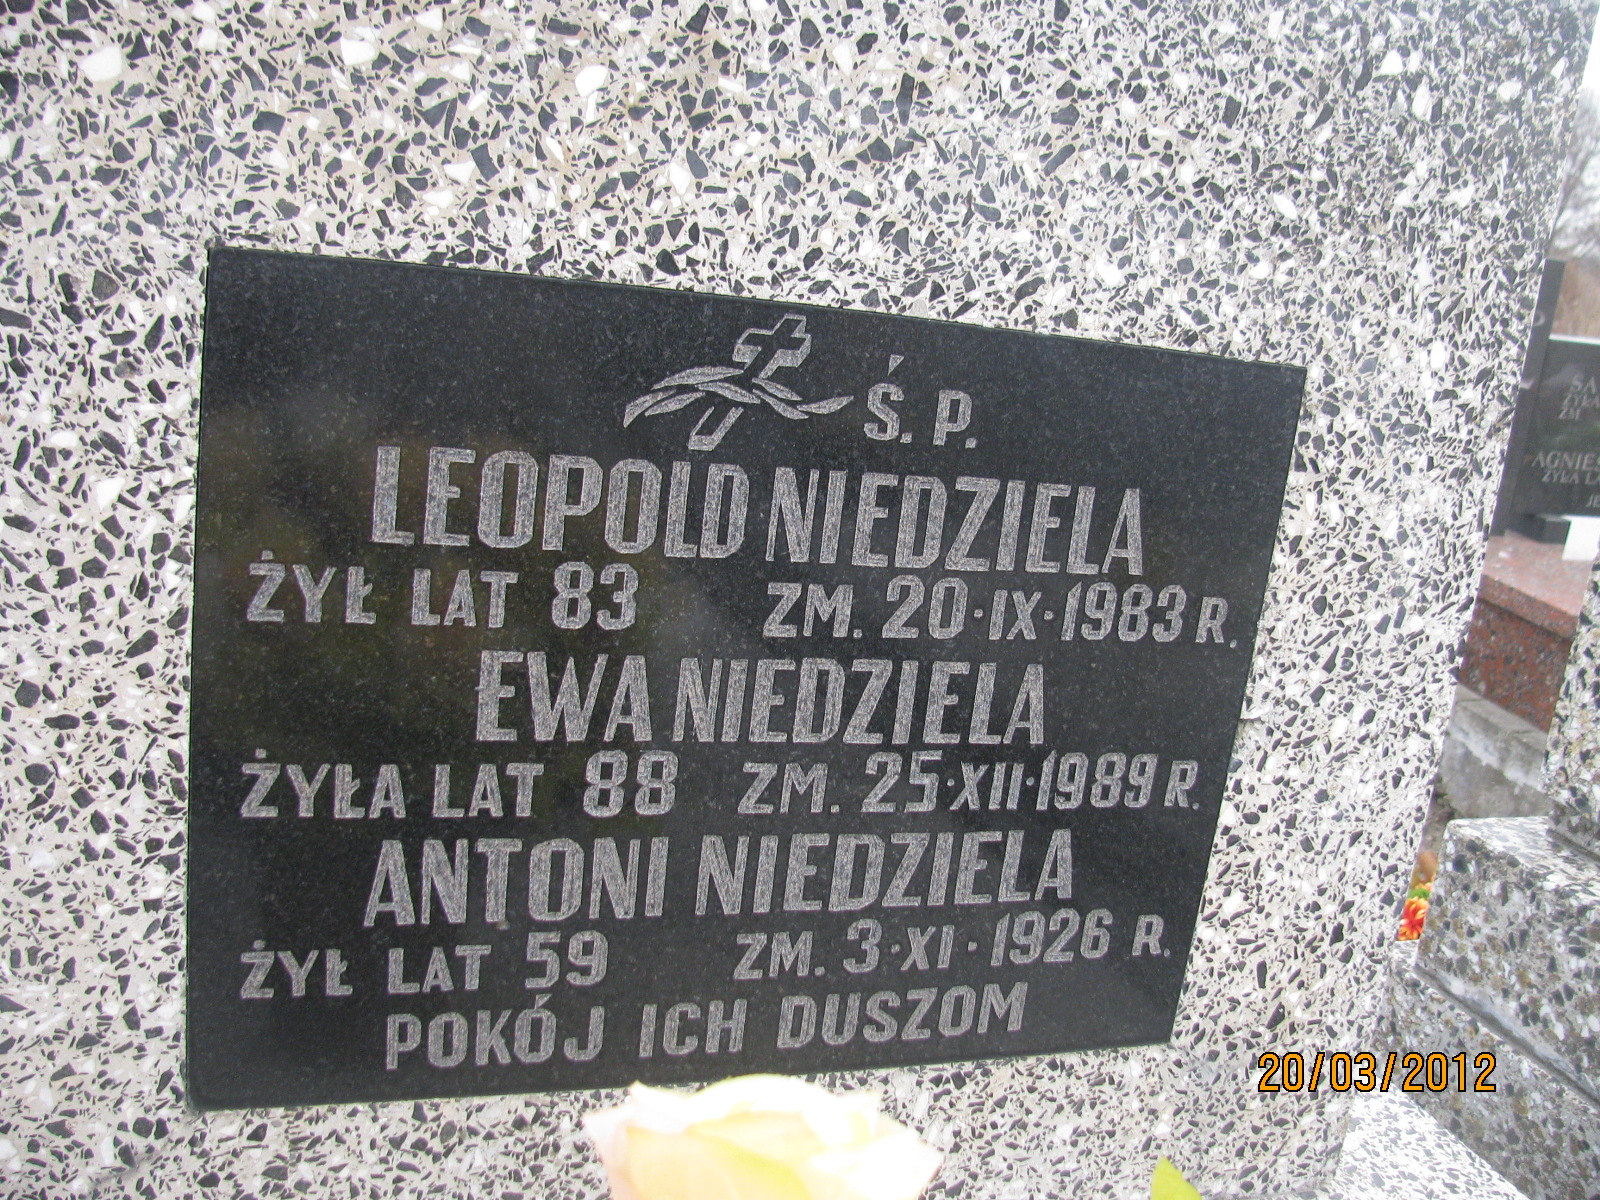 Ś. P.
LEOPOLD NIEDZIELA
ŻYŁ LAT 83 ZM. 20·IX·1983 R.
EWA NIEDZIELA
ŻYŁA LAT 88 ZM. 25·XII·1989 R.
ANTONI NIEDZIELA
ŻYŁ LAT 59 ZM. 3·XI·1926 R.
POKÓJ ICH DUSZOM
20/03/2012